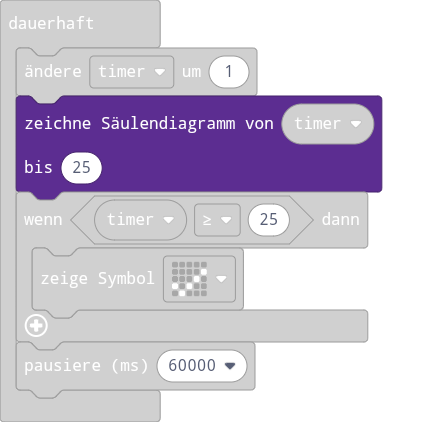 dauerhaft
ändere timer um 1
zeichne Säulendiagramm von timer
bis 25
wenn timer ≥ 25 dann
zeige Symbol
pausiere (ms) 60000